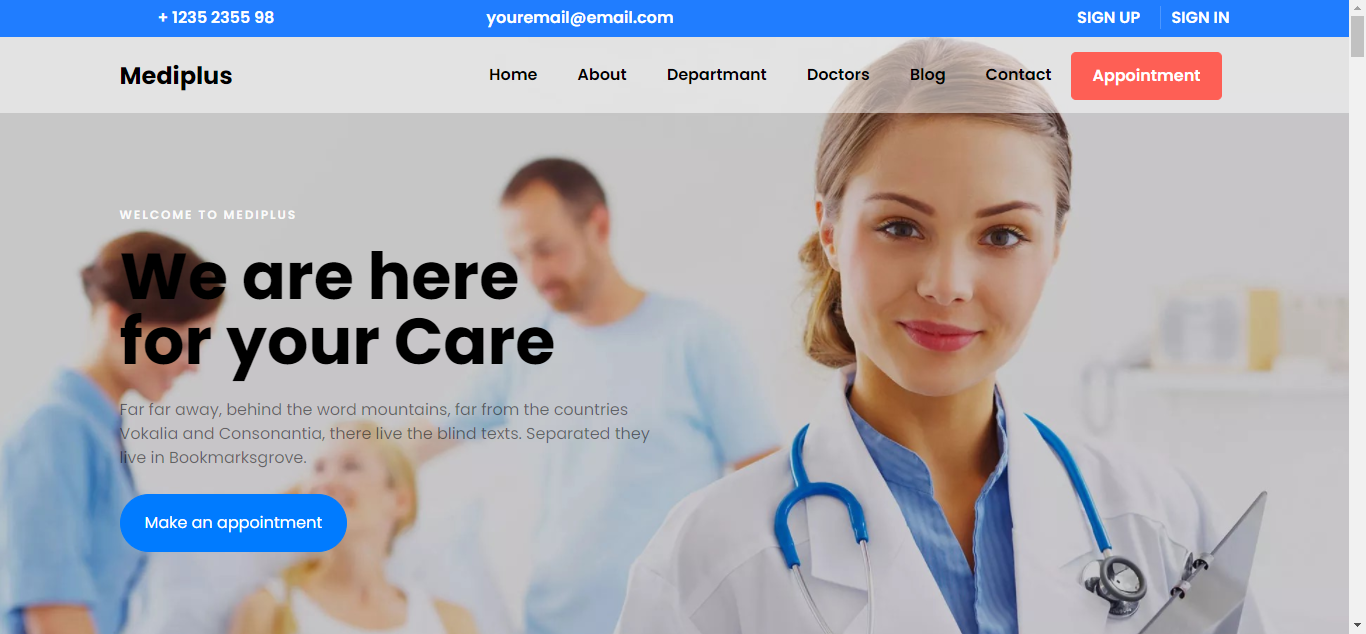 + 1235 2355 98
youremail@email.com
SIGN UP
SIGN IN
Mediplus
Home
About
Departmant
Doctors
Blog
Contact
Appointment
WELCOME TO MEDIPLUS
We are here
for your Care
Far far away, behind the word mountains, far from the countries
Vokalia and Consonantia, there live the blind texts. Separated they
live in Bookmarksgrove.
Make an appointment